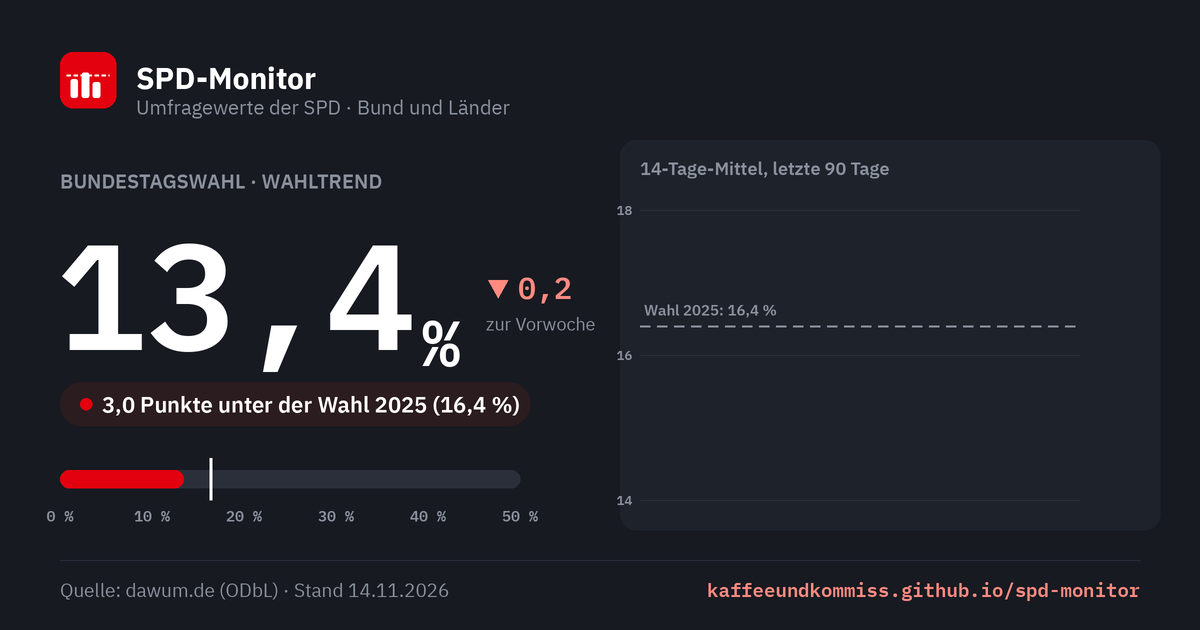 SPD-Monitor
Umfragewerte der SPD · Bund und Länder
BUNDESTAGSWAHL · WAHLTREND
13,4%
▼ 0,2
zur Vorwoche
3,0 Punkte unter der Wahl 2025 (16,4 %)
0 % 10 % 20 % 30 % 40 % 50 %
14-Tage-Mittel, letzte 90 Tage
18
Wahl 2025: 16,4 %
16
14
Quelle: dawum.de (ODbL) · Stand 14.11.2026
kaffeeundkommiss.github.io/spd-monitor